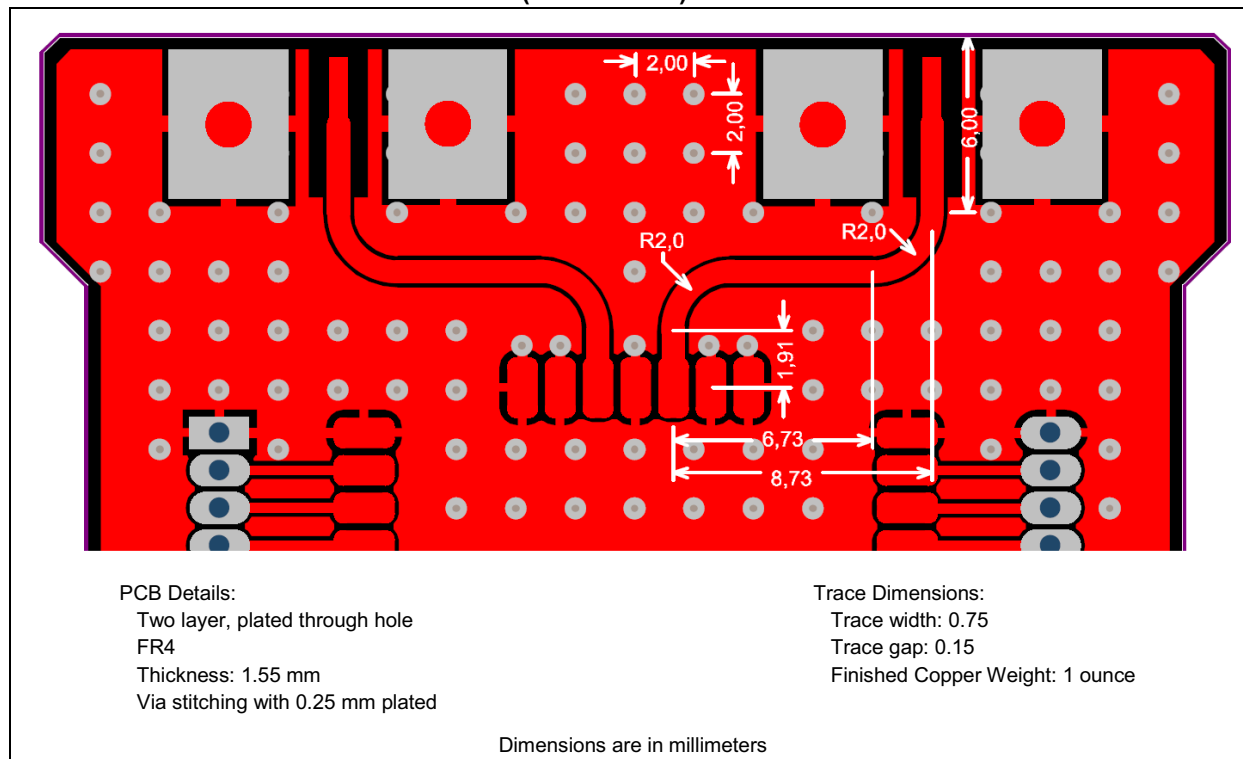 2,00
2,00
6,00
R2,0
R2,0
1,91
6,73
8,73
PCB Details:
Two layer, plated through hole
FR4
Thickness: 1.55 mm
Via stitching with 0.25 mm plated
Trace Dimensions:
Trace width: 0.75
Trace gap: 0.15
Finished Copper Weight: 1 ounce
Dimensions are in millimeters